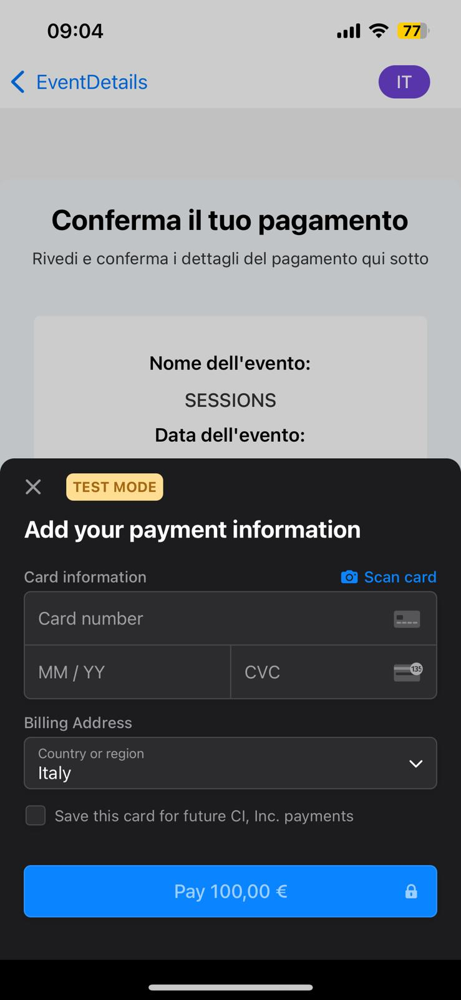 09:04
77
EventDetails
IT
Conferma il tuo pagamento
Rivedi e conferma i dettagli del pagamento qui sotto
Nome dell'evento:
SESSIONS
Data dell'evento:
TEST MODE
Add your payment information
Card information
Scan card
Card number
MM / YY
CVC
135
Billing Address
Country or region
Italy
Save this card for future CI, Inc. payments
Pay 100,00 €